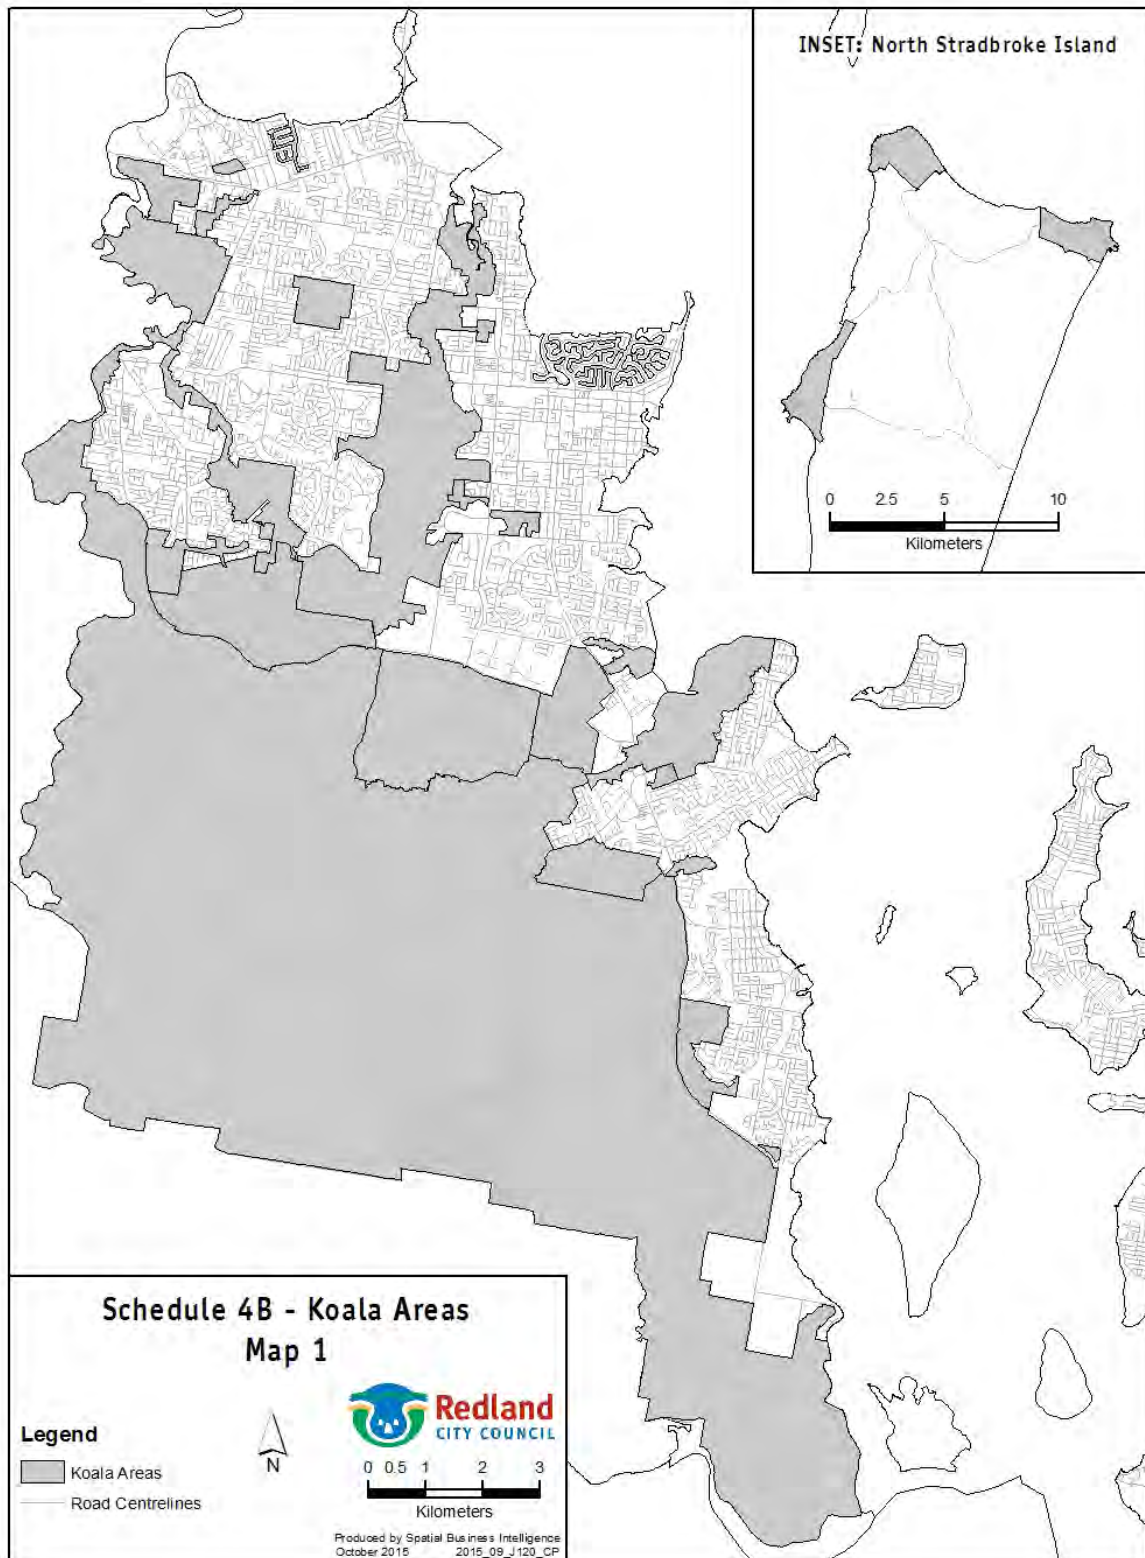 INSET: North Stradbroke Island
0 2.5 5 10
Kilometers
Schedule 4B - Koala Areas
Map 1
Legend
Koala Areas
Road Centrelines
N
Redland
CITY COUNCIL
0 0.5 1 2 3
Kilometers
Produced by Spatial Business Intelligence
October 2015 2015_09_J120_CP